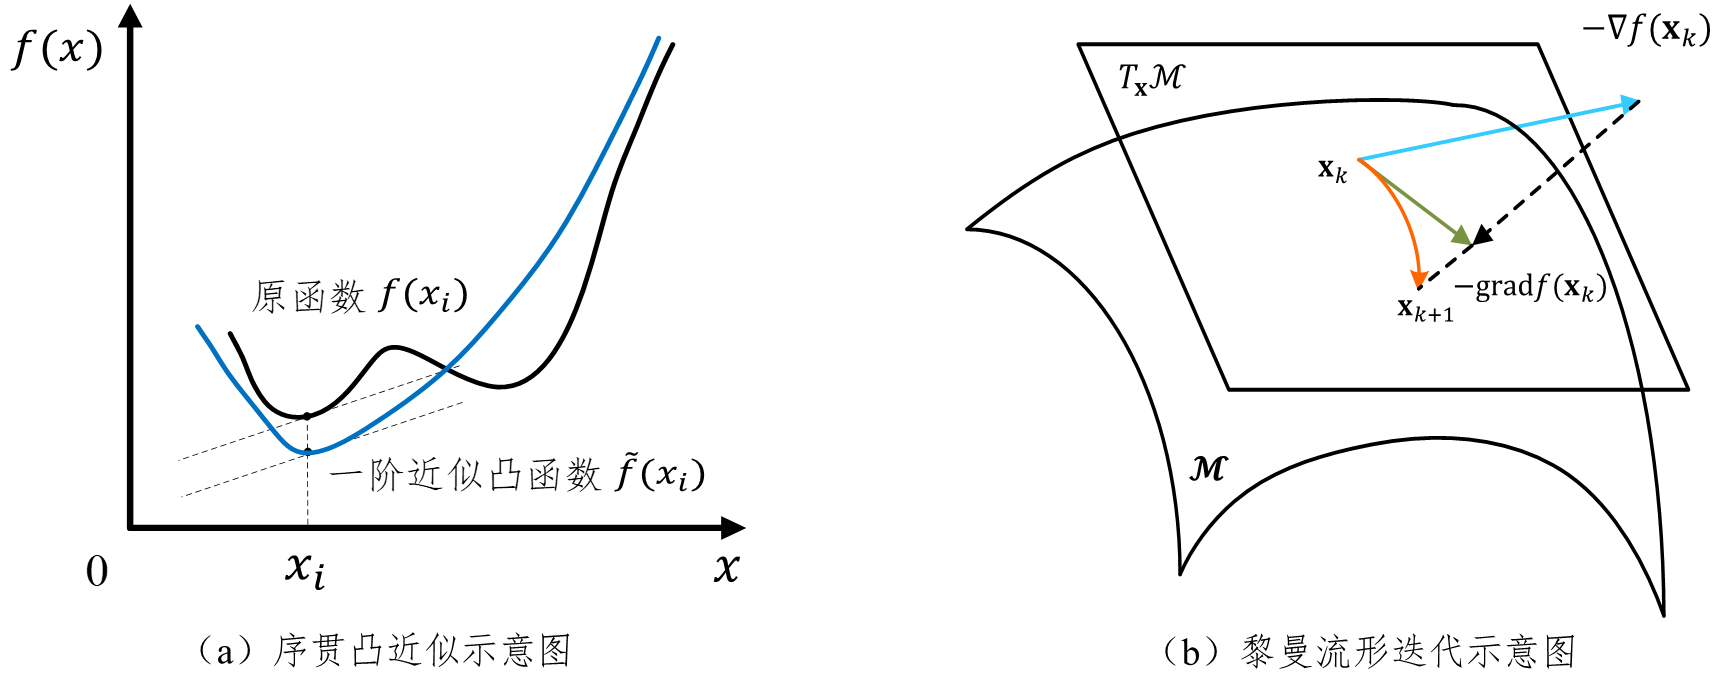 f(x)
原函数 f(xᵢ)
一阶近似凸函数 f̃(xᵢ)
0
xᵢ
x
（a）序贯凸近似示意图
−∇f(𝐱ₖ)
T𝐱ℳ
𝐱ₖ
−gradf(𝐱ₖ)
𝐱ₖ₊₁
ℳ
（b）黎曼流形迭代示意图